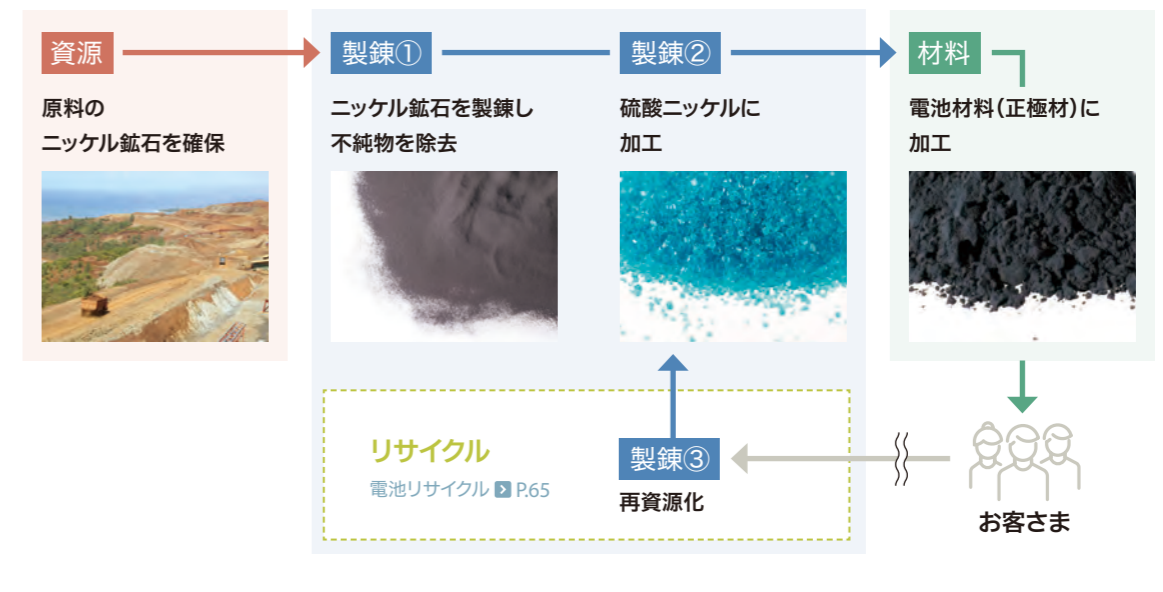 資源
原料の
ニッケル鉱石を確保
製錬①
ニッケル鉱石を製錬し
不純物を除去
製錬②
硫酸ニッケルに
加工
材料
電池材料(正極材)に
加工
リサイクル
電池リサイクル P.65
製錬③
再資源化
お客さま